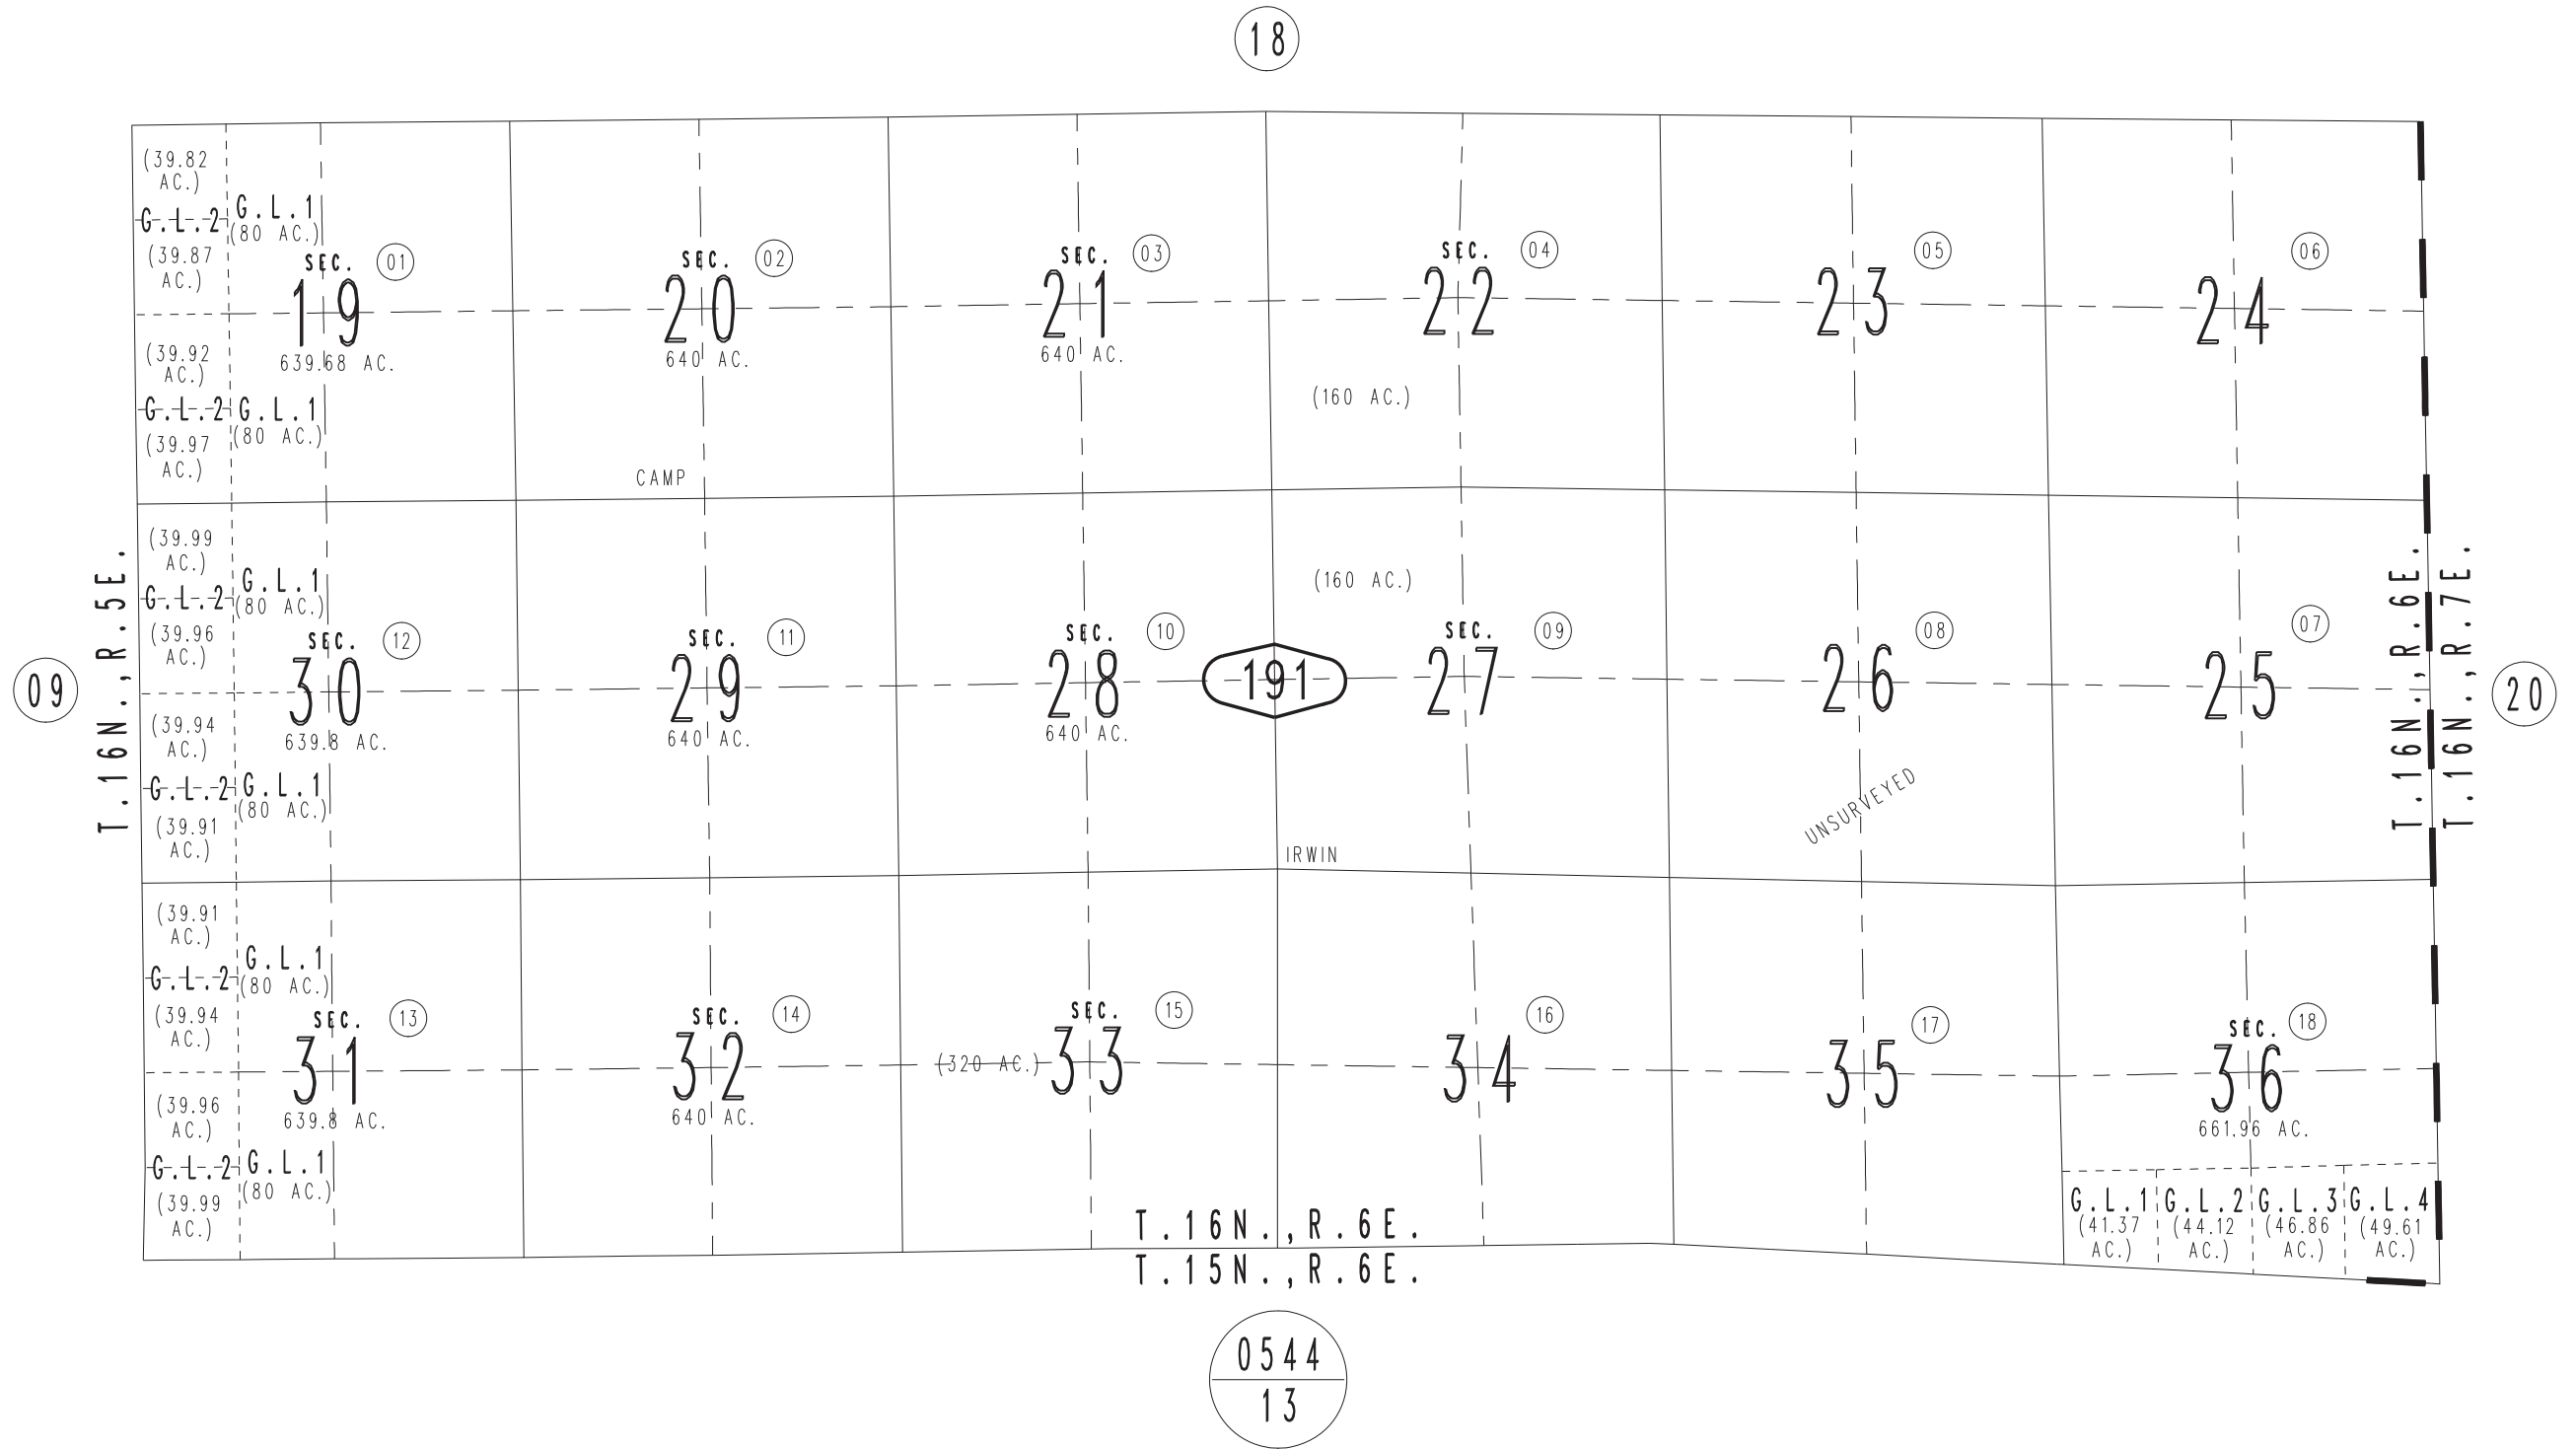 18
(39.82
AC.)
G.L.2
G.L.1
(80 AC.)
(39.87
AC.)
SEC.
01
19
639.68 AC.
(39.92
AC.)
G.L.2
G.L.1
(80 AC.)
(39.97
AC.)
SEC.
02
20
640 AC.
CAMP
SEC.
03
21
640 AC.
SEC.
04
22
(160 AC.)
05
23
06
24
09
T.16N.,R.5E.
(39.99
AC.)
G.L.2
G.L.1
(80 AC.)
(39.96
AC.)
SEC.
12
30
639.8 AC.
(39.94
AC.)
G.L.2
G.L.1
(80 AC.)
(39.91
AC.)
SEC.
11
29
640 AC.
SEC.
10
28
640 AC.
191
(160 AC.)
SEC.
09
27
IRWIN
08
26
UNSURVEYED
07
25
T.16N.,R.6E.
T.16N.,R.7E.
20
(39.91
AC.)
G.L.2
G.L.1
(80 AC.)
(39.94
AC.)
SEC.
13
31
639.8 AC.
(39.96
AC.)
G.L.2
G.L.1
(80 AC.)
(39.99
AC.)
SEC.
14
32
640 AC.
(320 AC.)
SEC.
15
33
16
34
17
35
SEC.
18
36
661.96 AC.
G.L.1
(41.37
AC.)
G.L.2
(44.12
AC.)
G.L.3
(46.86
AC.)
G.L.4
(49.61
AC.)
T.16N.,R.6E.
T.15N.,R.6E.
0544
13